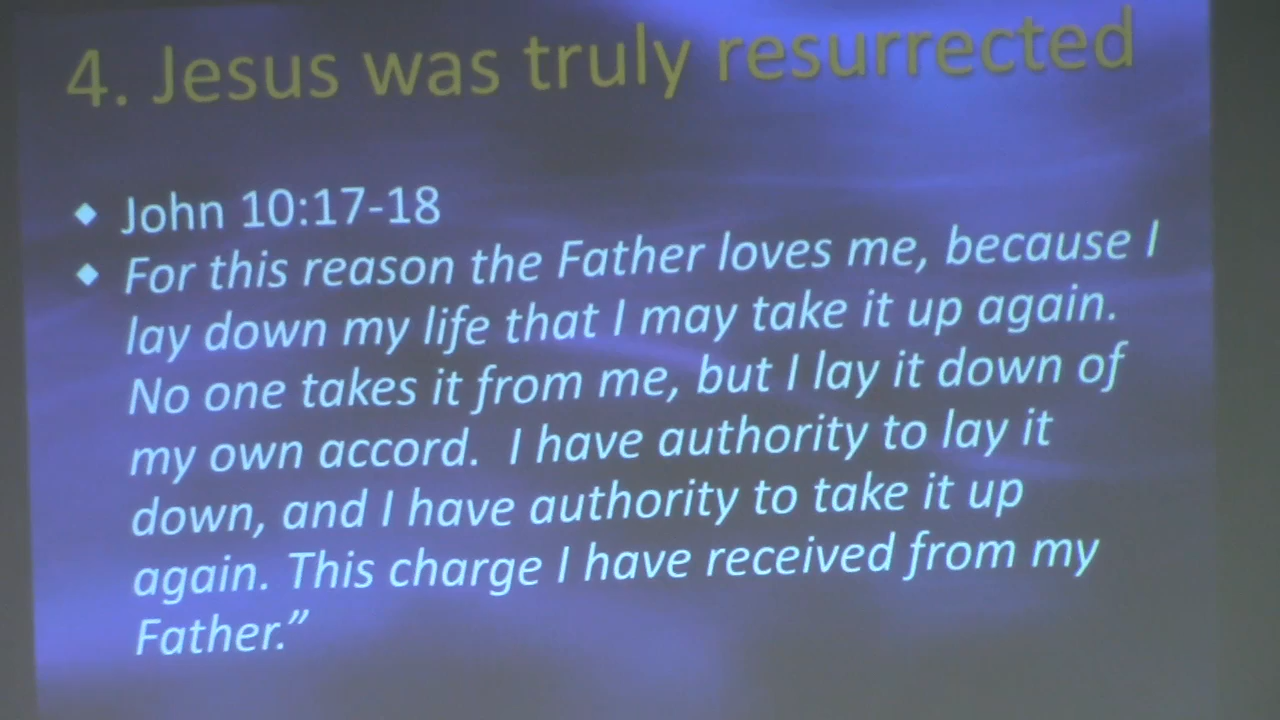 4. Jesus was truly resurrected
John 10:17-18
For this reason the Father loves me, because I
lay down my life that I may take it up again.
No one takes it from me, but I lay it down of
my own accord.  I have authority to lay it
down, and I have authority to take it up
again. This charge I have received from my
Father.”